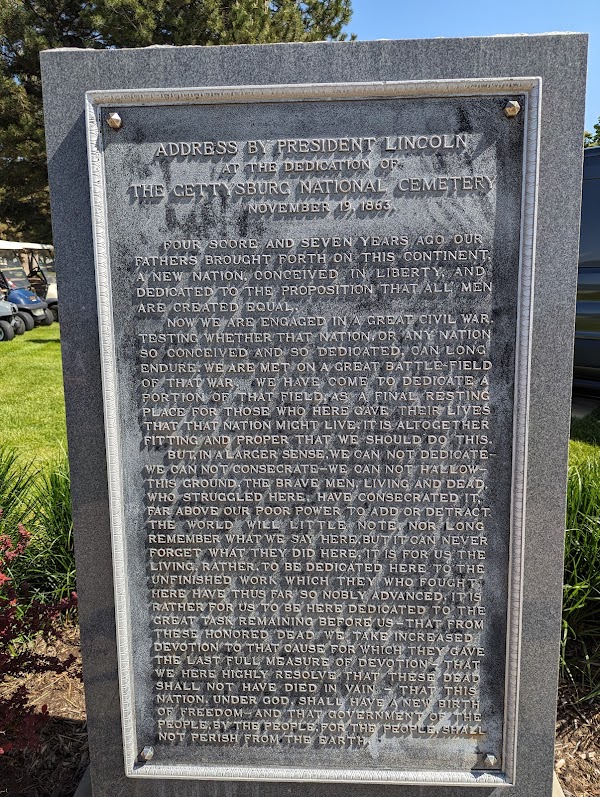 ADDRESS BY PRESIDENT LINCOLN
AT THE DEDICATION OF
THE GETTYSBURG NATIONAL CEMETERY
NOVEMBER 19, 1863
FOUR SCORE AND SEVEN YEARS AGO OUR
FATHERS BROUGHT FORTH ON THIS CONTINENT,
A NEW NATION, CONCEIVED IN LIBERTY, AND
DEDICATED TO THE PROPOSITION THAT ALL MEN
ARE CREATED EQUAL.
NOW WE ARE ENGAGED IN A GREAT CIVIL WAR,
TESTING WHETHER THAT NATION, OR ANY NATION
SO CONCEIVED AND SO DEDICATED, CAN LONG
ENDURE. WE ARE MET ON A GREAT BATTLE-FIELD
OF THAT WAR. WE HAVE COME TO DEDICATE A
PORTION OF THAT FIELD, AS A FINAL RESTING
PLACE FOR THOSE WHO HERE GAVE THEIR LIVES
THAT THAT NATION MIGHT LIVE. IT IS ALTOGETHER
FITTING AND PROPER THAT WE SHOULD DO THIS.
BUT, IN A LARGER SENSE, WE CAN NOT DEDICATE—
WE CAN NOT CONSECRATE—WE CAN NOT HALLOW—
THIS GROUND. THE BRAVE MEN, LIVING AND DEAD,
WHO STRUGGLED HERE, HAVE CONSECRATED IT,
FAR ABOVE OUR POOR POWER TO ADD OR DETRACT.
THE WORLD WILL LITTLE NOTE, NOR LONG
REMEMBER WHAT WE SAY HERE, BUT IT CAN NEVER
FORGET WHAT THEY DID HERE. IT IS FOR US THE
LIVING, RATHER, TO BE DEDICATED HERE TO THE
UNFINISHED WORK WHICH THEY WHO FOUGHT
HERE HAVE THUS FAR SO NOBLY ADVANCED. IT IS
RATHER FOR US TO BE HERE DEDICATED TO THE
GREAT TASK REMAINING BEFORE US—THAT FROM
THESE HONORED DEAD WE TAKE INCREASED
DEVOTION TO THAT CAUSE FOR WHICH THEY GAVE
THE LAST FULL MEASURE OF DEVOTION—THAT
WE HERE HIGHLY RESOLVE THAT THESE DEAD
SHALL NOT HAVE DIED IN VAIN—THAT THIS
NATION, UNDER GOD, SHALL HAVE A NEW BIRTH
OF FREEDOM—AND THAT GOVERNMENT OF THE
PEOPLE, BY THE PEOPLE, FOR THE PEOPLE, SHALL
NOT PERISH FROM THE EARTH.